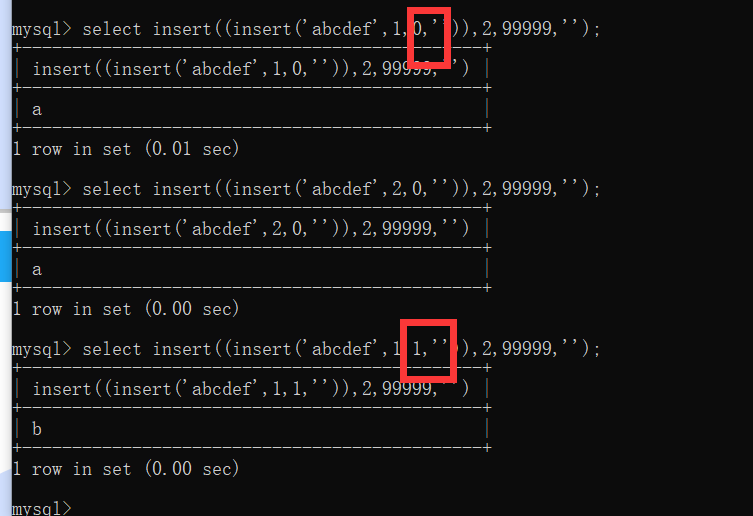 mysql> select insert((insert('abcdef',1,0,'')),2,99999,'');
+----------------------------------------------+
| insert((insert('abcdef',1,0,'')),2,99999,'') |
+----------------------------------------------+
| a |
+----------------------------------------------+
1 row in set (0.01 sec)
mysql> select insert((insert('abcdef',2,0,'')),2,99999,'');
+----------------------------------------------+
| insert((insert('abcdef',2,0,'')),2,99999,'') |
+----------------------------------------------+
| a |
+----------------------------------------------+
1 row in set (0.00 sec)
mysql> select insert((insert('abcdef',1,1,'')),2,99999,'');
+----------------------------------------------+
| insert((insert('abcdef',1,1,'')),2,99999,'') |
+----------------------------------------------+
| b |
+----------------------------------------------+
1 row in set (0.00 sec)
mysql>